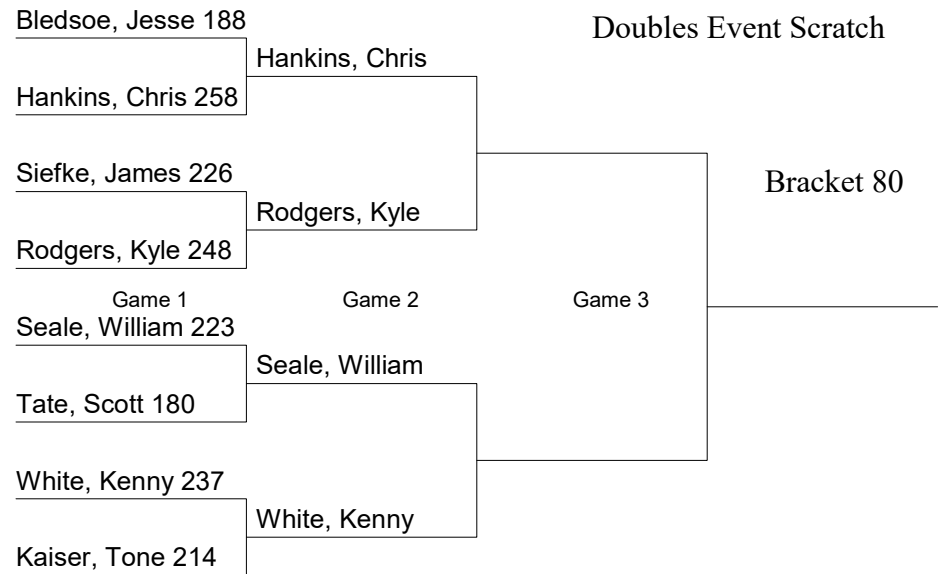 Bledsoe, Jesse 188
Doubles Event Scratch
Hankins, Chris
Hankins, Chris 258
Siefke, James 226
Bracket 80
Rodgers, Kyle
Rodgers, Kyle 248
Game 1
Game 2
Game 3
Seale, William 223
Seale, William
Tate, Scott 180
White, Kenny 237
White, Kenny
Kaiser, Tone 214